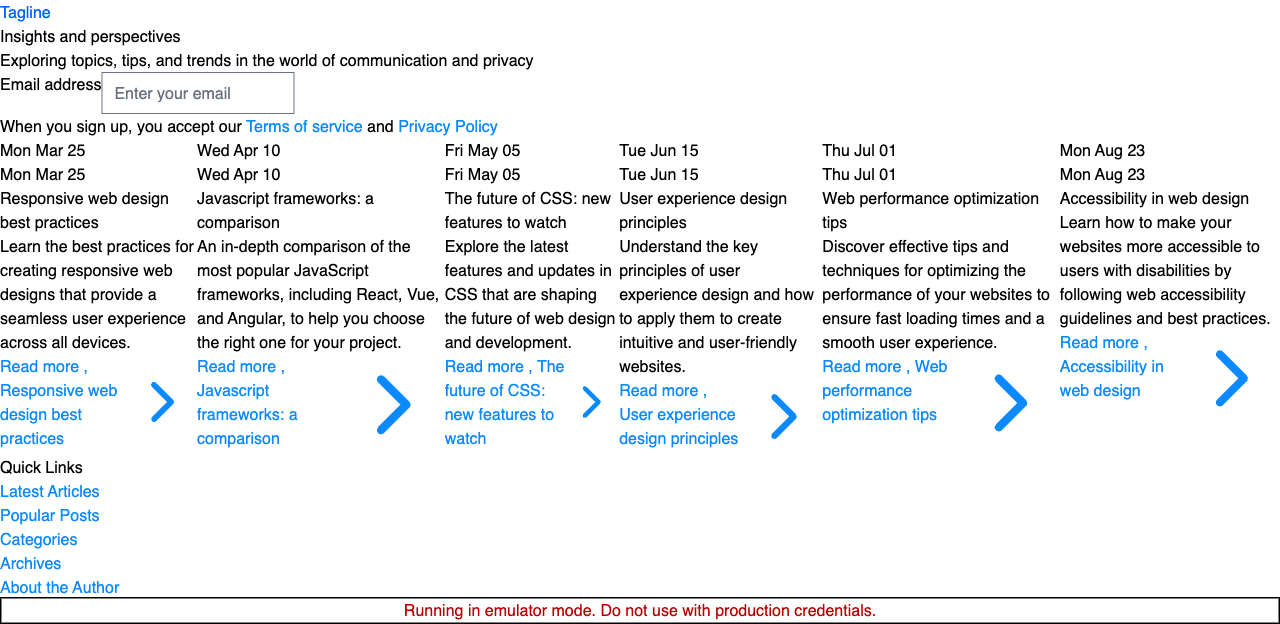 Tagline
Insights and perspectives
Exploring topics, tips, and trends in the world of communication and privacy
Email address
Enter your email
When you sign up, you accept our Terms of service and Privacy Policy
Mon Mar 25
Mon Mar 25
Responsive web design
best practices
Learn the best practices for
creating responsive web
designs that provide a
seamless user experience
across all devices.
Read more ,
Responsive web
design best
practices
Wed Apr 10
Wed Apr 10
Javascript frameworks: a
comparison
An in-depth comparison of the
most popular JavaScript
frameworks, including React, Vue,
and Angular, to help you choose
the right one for your project.
Read more ,
Javascript
frameworks: a
comparison
Fri May 05
Fri May 05
The future of CSS: new
features to watch
Explore the latest
features and updates in
CSS that are shaping
the future of web design
and development.
Read more , The
future of CSS:
new features to
watch
Tue Jun 15
Tue Jun 15
User experience design
principles
Understand the key
principles of user
experience design and how
to apply them to create
intuitive and user-friendly
websites.
Read more ,
User experience
design principles
Thu Jul 01
Thu Jul 01
Web performance optimization
tips
Discover effective tips and
techniques for optimizing the
performance of your websites to
ensure fast loading times and a
smooth user experience.
Read more , Web
performance
optimization tips
Mon Aug 23
Mon Aug 23
Accessibility in web design
Learn how to make your
websites more accessible to
users with disabilities by
following web accessibility
guidelines and best practices.
Read more ,
Accessibility in
web design
Quick Links
Latest Articles
Popular Posts
Categories
Archives
About the Author
Running in emulator mode. Do not use with production credentials.